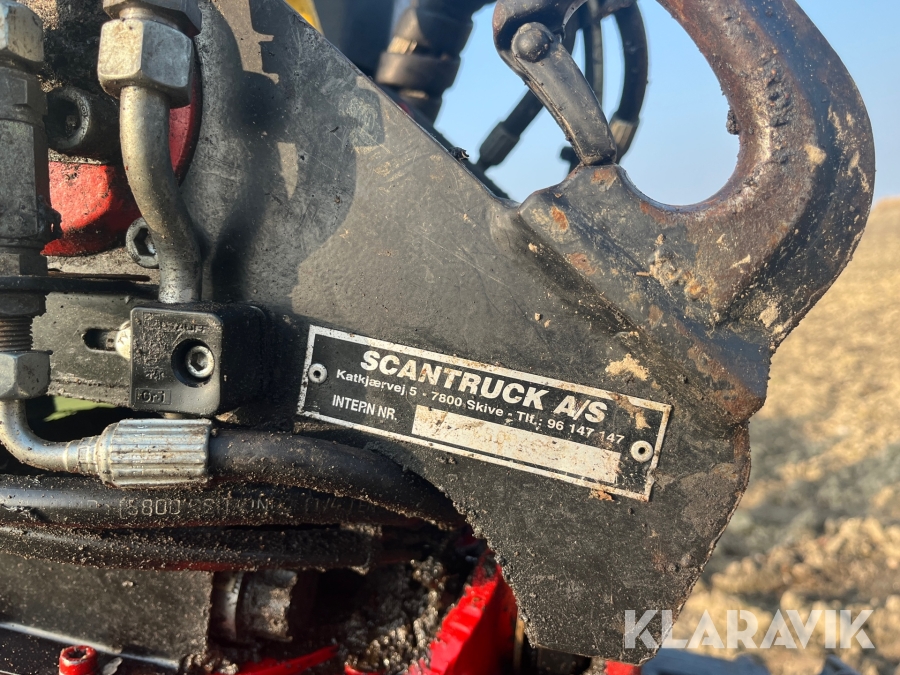 SCANTRUCK A/S
Katkjærvej 5 - 7800 Skive - Tlf.: 96 147 147
INTERN NR.
KLARAVIK